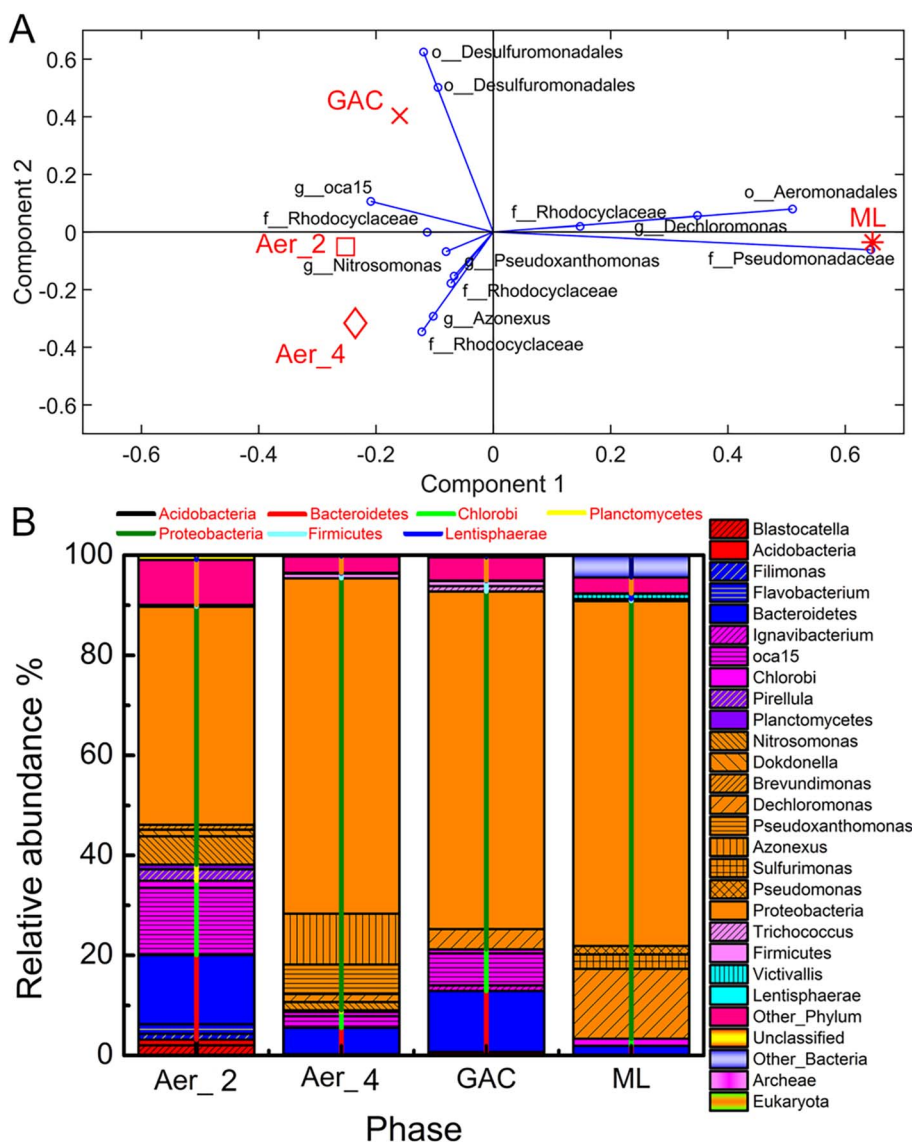 A
0.6
0.4
0.2
0
-0.2
-0.4
-0.6
Component 2
o__Desulfuromonadales
o__Desulfuromonadales
GAC
g__oca15
f__Rhodocyclaceae
Aer_2
g__Nitrosomonas
g__Pseudoxanthomonas
f__Rhodocyclaceae
g__Azonexus
f__Rhodocyclaceae
Aer_4
o__Aeromonadales
f__Rhodocyclaceae
g__Dechloromonas
ML
f__Pseudomonadaceae
-0.6 -0.4 -0.2 0 0.2 0.4 0.6
Component 1
B
Acidobacteria Bacteroidetes Chlorobi Planctomycetes
Proteobacteria Firmicutes Lentisphaerae
100
80
60
40
20
0
Relative abundance %
Aer_ 2 Aer_ 4 GAC ML
Phase
Blastocatella
Acidobacteria
Filimonas
Flavobacterium
Bacteroidetes
Ignavibacterium
oca15
Chlorobi
Pirellula
Planctomycetes
Nitrosomonas
Dokdonella
Brevundimonas
Dechloromonas
Pseudoxanthomonas
Azonexus
Sulfurimonas
Pseudomonas
Proteobacteria
Trichococcus
Firmicutes
Victivallis
Lentisphaerae
Other_Phylum
Unclassified
Other_Bacteria
Archeae
Eukaryota